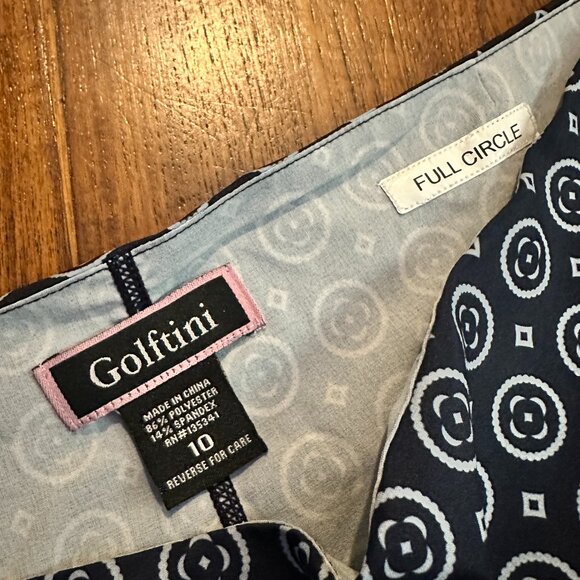 FULL CIRCLE
Golftini
MADE IN CHINA
86% POLYESTER
14% SPANDEX
RN#135341
10
REVERSE FOR CARE